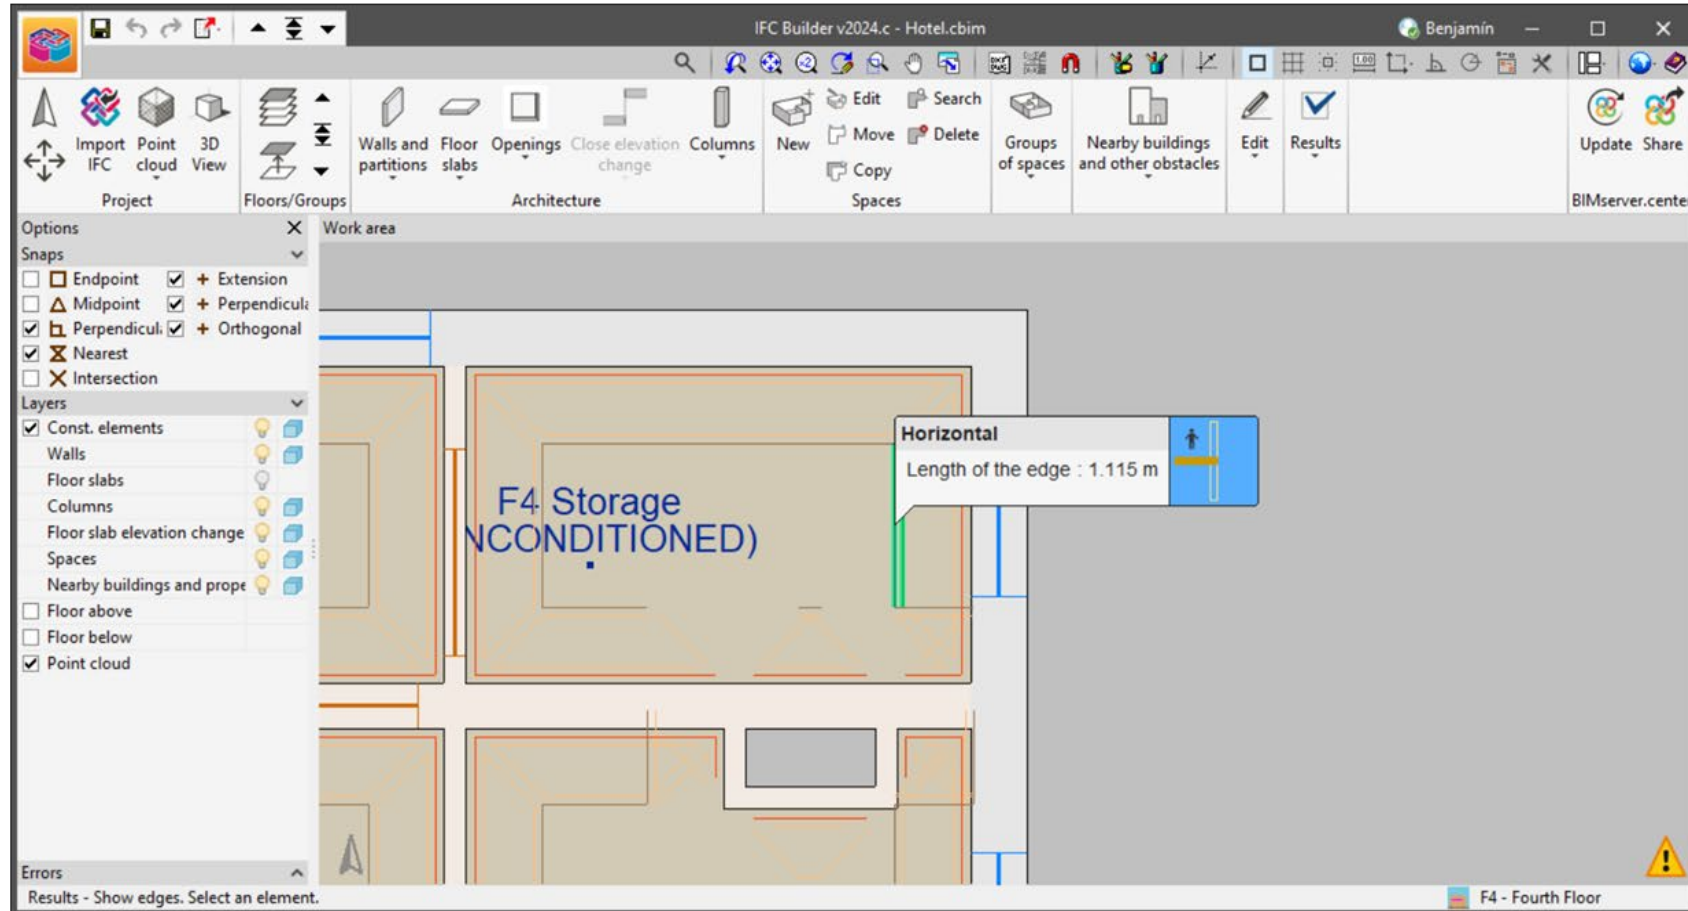 IFC Builder v2024.c - Hotel.cbim
Benjamín
Import IFC
Point cloud
3D View
Project
Floors/Groups
Walls and partitions
Floor slabs
Openings
Close elevation change
Columns
Architecture
New
Edit
Move
Copy
Search
Delete
Spaces
Groups of spaces
Nearby buildings and other obstacles
Edit
Results
Update
Share
BIMserver.cente
Options
Work area
Snaps
Endpoint
Extension
Midpoint
Perpendicula
Perpendicul
Orthogonal
Nearest
Intersection
Layers
Const. elements
Walls
Floor slabs
Columns
Floor slab elevation change
Spaces
Nearby buildings and prope
Floor above
Floor below
Point cloud
F4 Storage
NCONDITIONED)
Horizontal
Length of the edge : 1.115 m
Errors
Results - Show edges. Select an element.
F4 - Fourth Floor